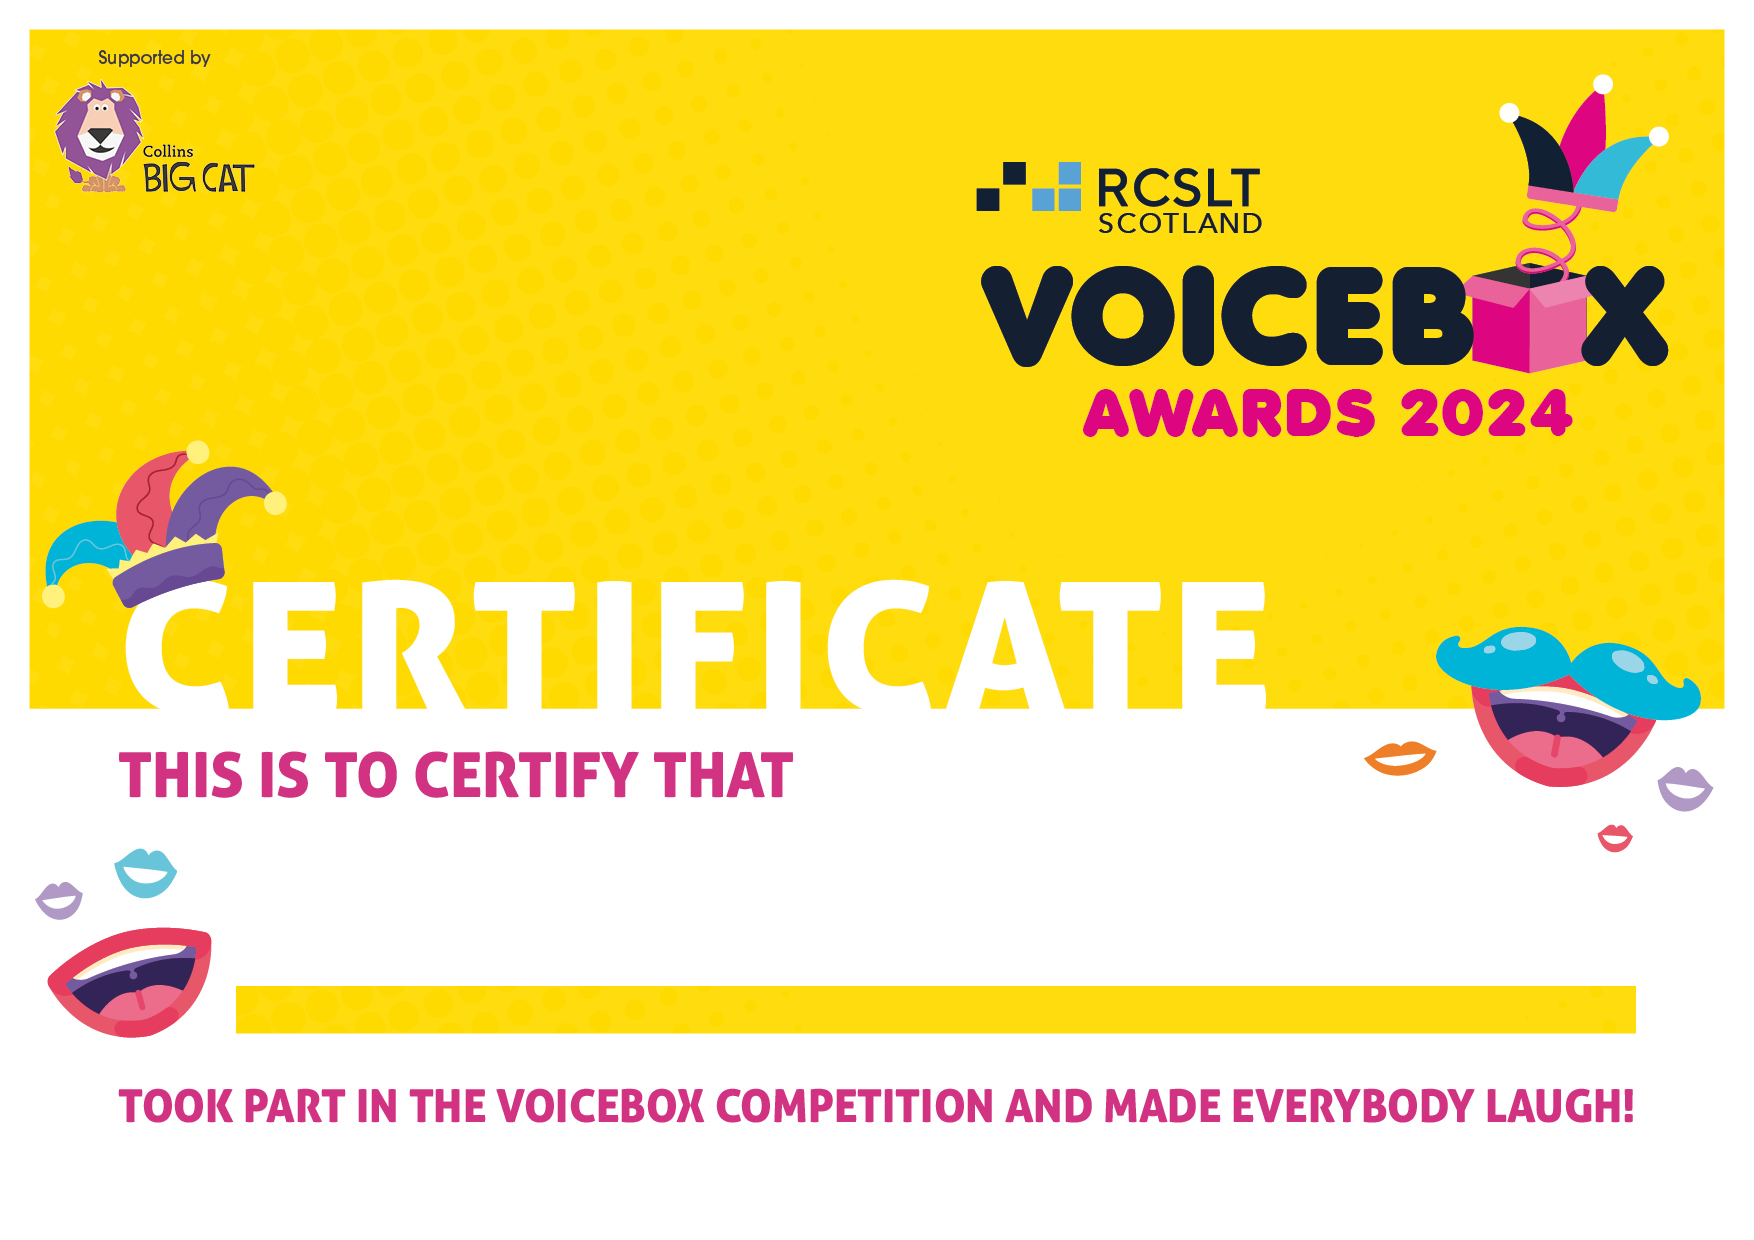 Supported by
Collins
BIG CAT
RCSLT
SCOTLAND
VOICEBOX
AWARDS 2024
CERTIFICATE
THIS IS TO CERTIFY THAT
TOOK PART IN THE VOICEBOX COMPETITION AND MADE EVERYBODY LAUGH!